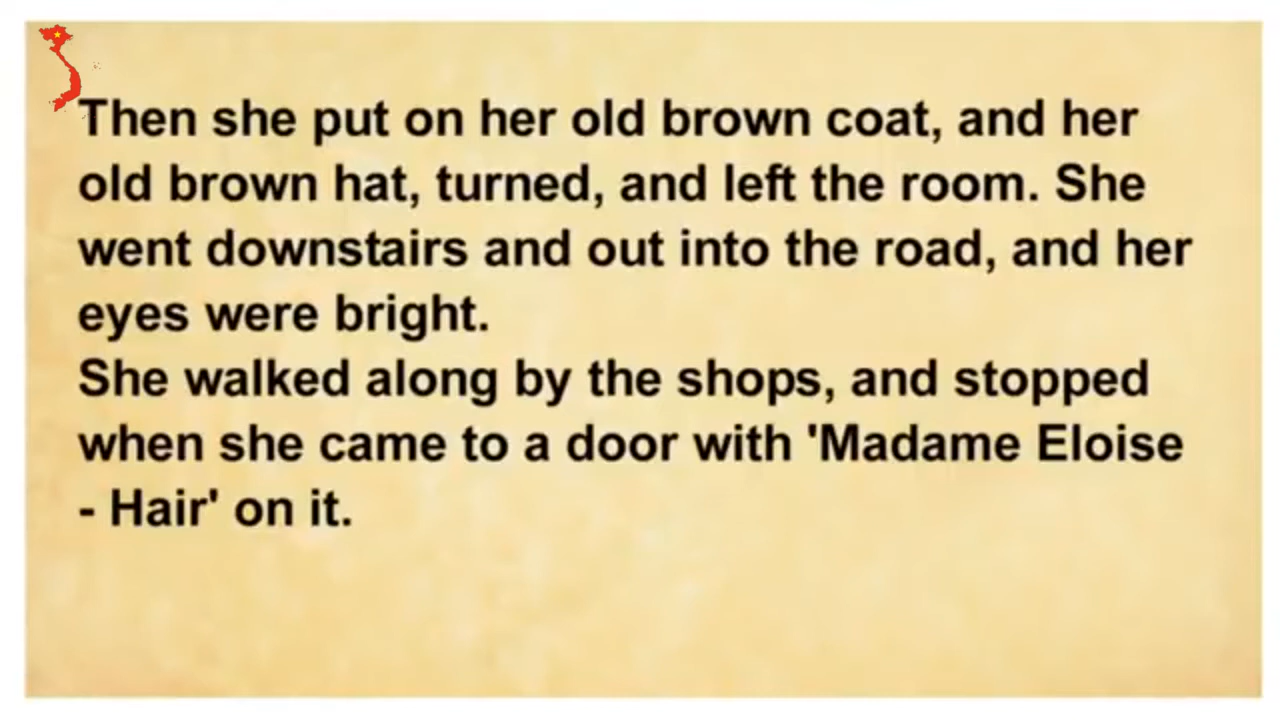 Then she put on her old brown coat, and her
old brown hat, turned, and left the room. She
went downstairs and out into the road, and her
eyes were bright.
She walked along by the shops, and stopped
when she came to a door with 'Madame Eloise
- Hair' on it.